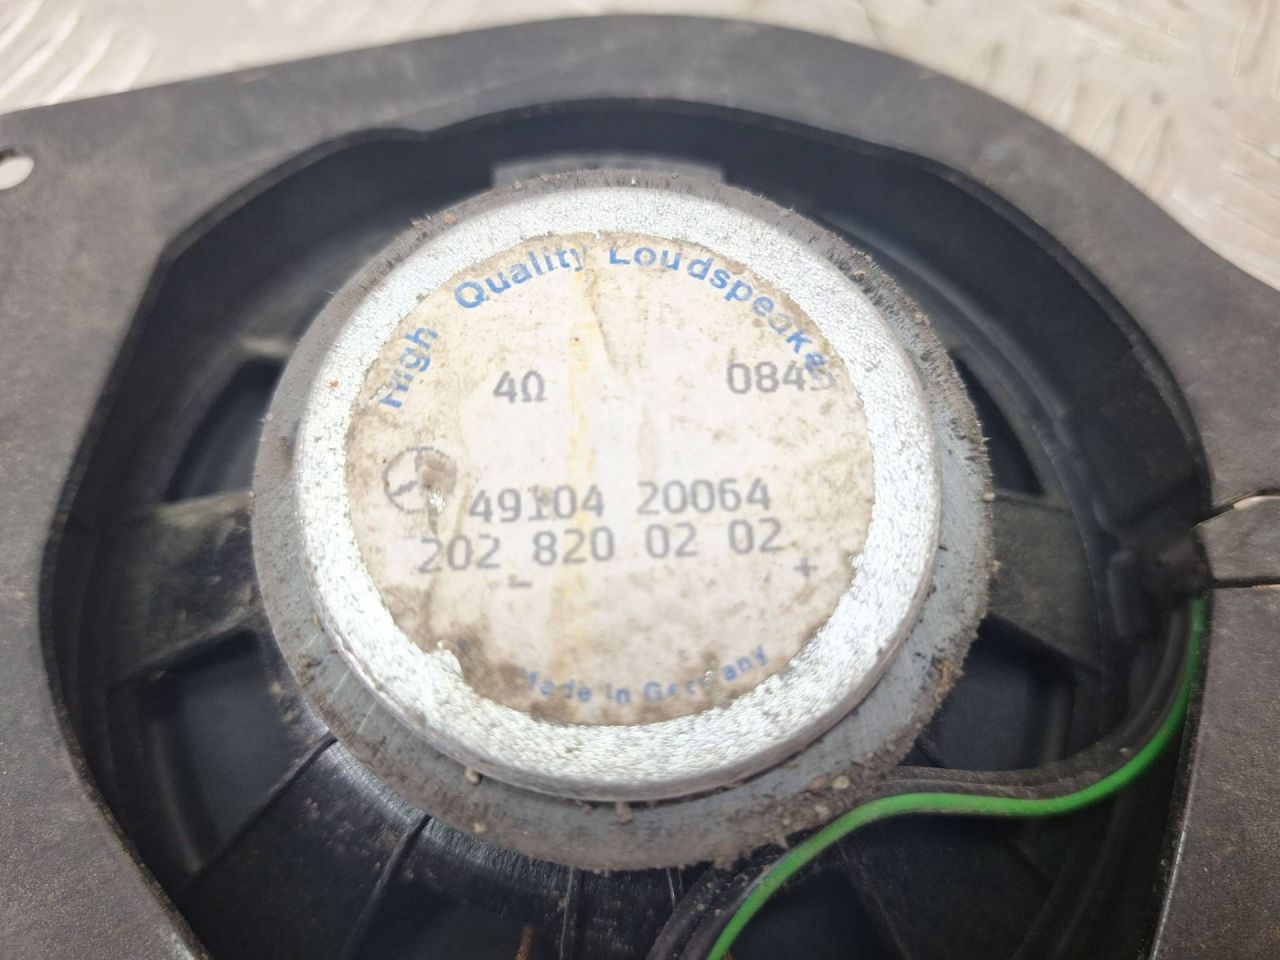 High Quality Loudspeaker
4Ω 0845
49104 20064
202 820 02 02
- +
Made in Germany